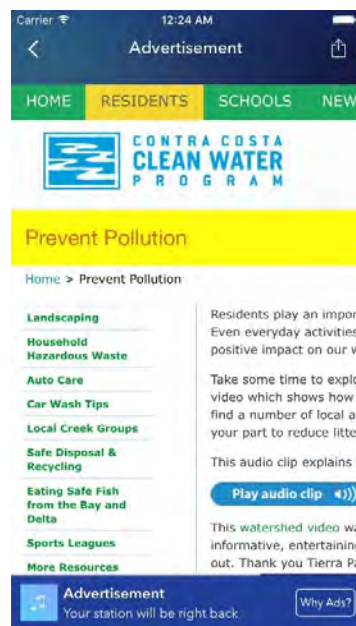 Carrier 12:24 AM
Advertisement
HOME RESIDENTS SCHOOLS NEW
CONTRA COSTA
CLEAN WATER
PROGRAM
Prevent Pollution
Home > Prevent Pollution
Landscaping
Household
Hazardous Waste
Auto Care
Car Wash Tips
Local Creek Groups
Safe Disposal &
Recycling
Eating Safe Fish
from the Bay and
Delta
Sports Leagues
More Resources
Residents play an impor
Even everyday activities
positive impact on our w
Take some time to explo
video which shows how
find a number of local a
your part to reduce litte
This audio clip explains
Play audio clip
This watershed video wa
informative, entertaining
out. Thank you Tierra Pa
Advertisement
Your station will be right back
Why Ads?